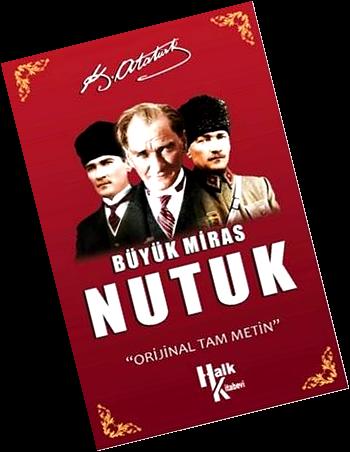 K. Atatürk
BÜYÜK MİRAS
NUTUK
"ORİJİNAL TAM METİN"
Halk
Kitabevi